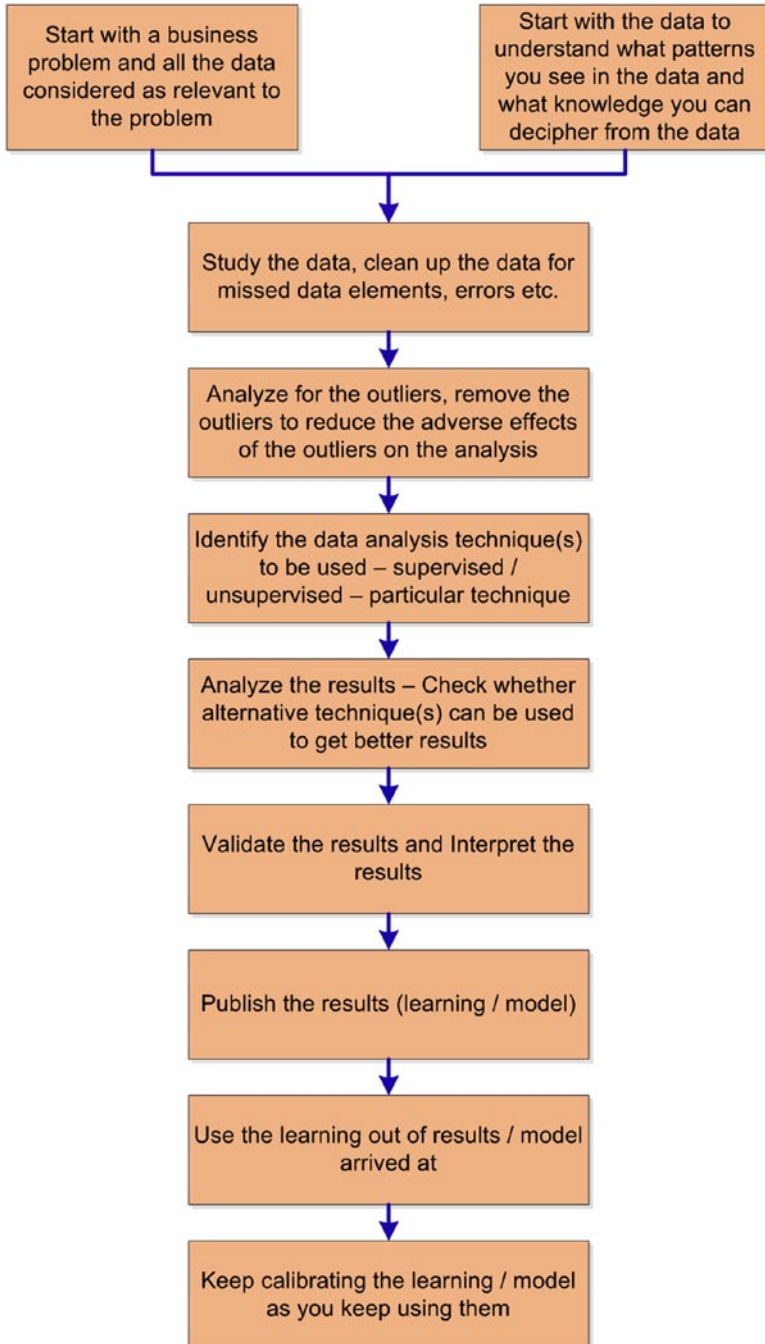 Start with a business
problem and all the data
considered as relevant to
the problem
Start with the data to
understand what patterns
you see in the data and
what knowledge you can
decipher from the data
Study the data, clean up the data for
missed data elements, errors etc.
Analyze for the outliers, remove the
outliers to reduce the adverse effects
of the outliers on the analysis
Identify the data analysis technique(s)
to be used – supervised /
unsupervised – particular technique
Analyze the results – Check whether
alternative technique(s) can be used
to get better results
Validate the results and Interpret the
results
Publish the results (learning / model)
Use the learning out of results / model
arrived at
Keep calibrating the learning / model
as you keep using them